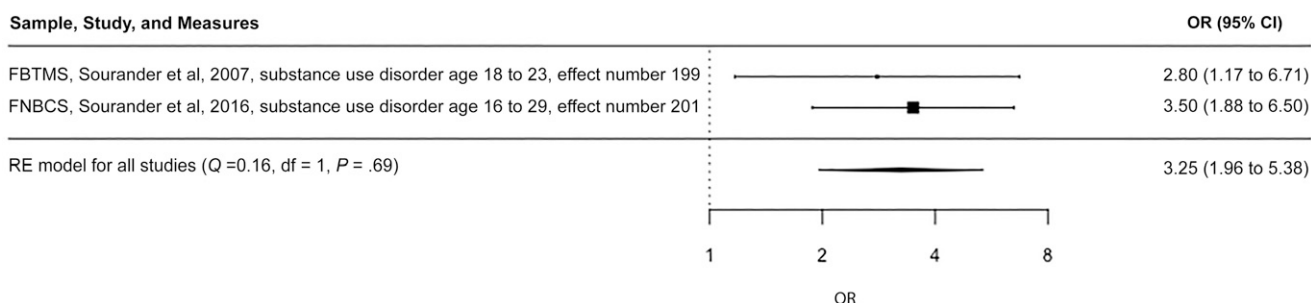 Sample, Study, and Measures OR (95% CI)
FBTMS, Sourander et al, 2007, substance use disorder age 18 to 23, effect number 199 2.80 (1.17 to 6.71)
FNBCS, Sourander et al, 2016, substance use disorder age 16 to 29, effect number 201 3.50 (1.88 to 6.50)
RE model for all studies (Q =0.16, df = 1, P = .69) 3.25 (1.96 to 5.38)
1 2 4 8
OR